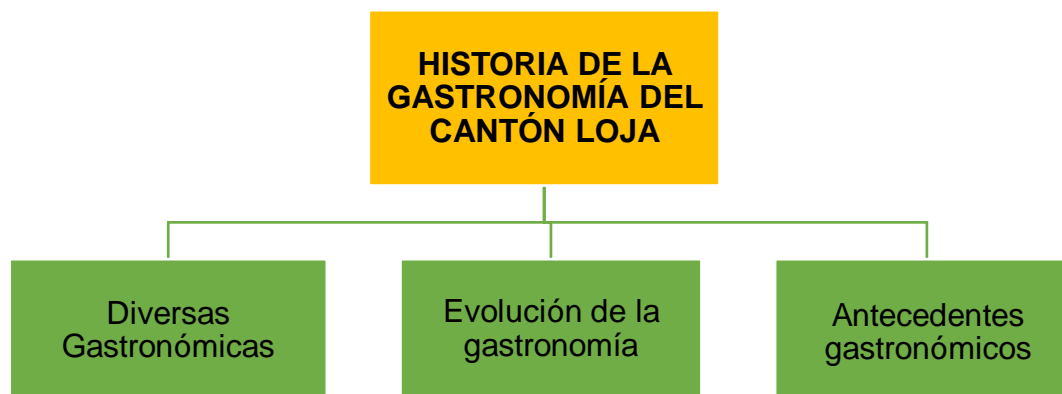 HISTORIA DE LA
GASTRONOMÍA DEL
CANTÓN LOJA
Diversas
Gastronómicas
Evolución de la
gastronomía
Antecedentes
gastronómicos